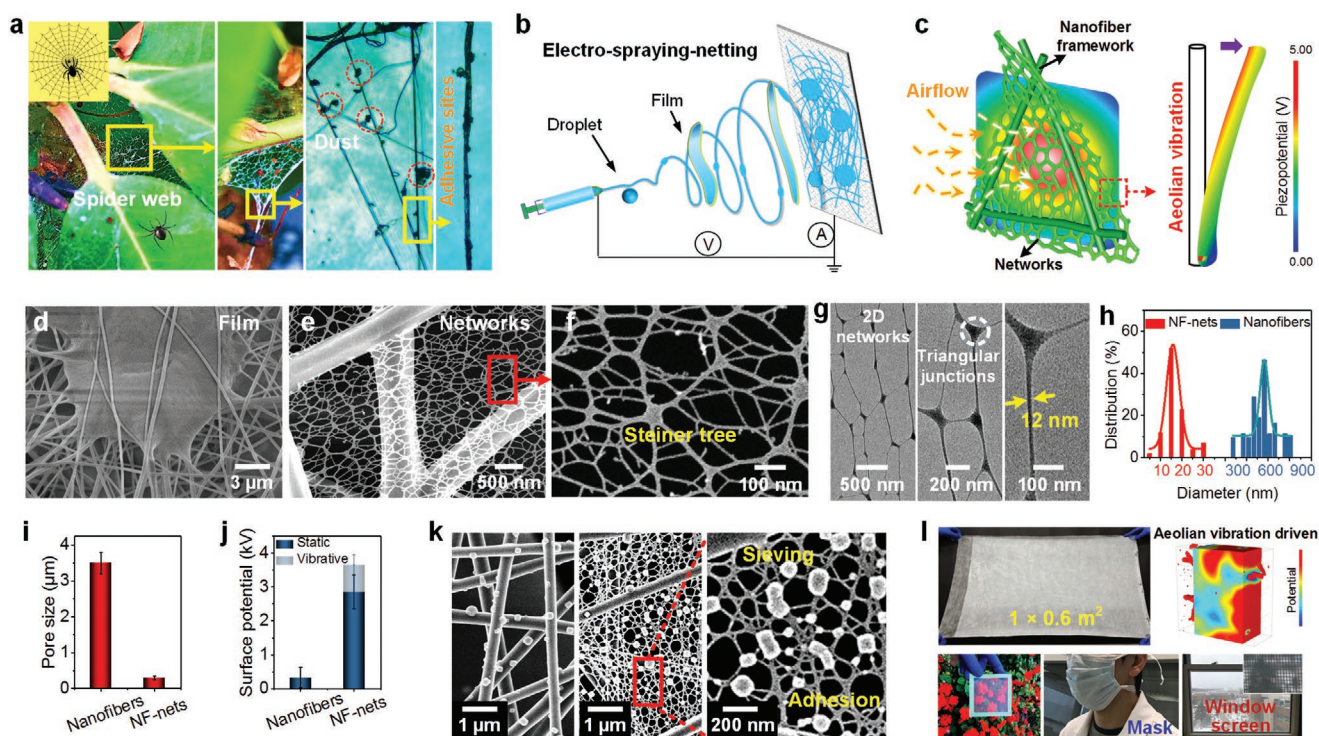 a
Spider web
Dust
Adhesive sites
b
Electro-spraying-netting
Droplet
Film
V
A
c
Nanofiber
framework
Airflow
Networks
Aeolian vibration
5.00
Piezopotential (V)
0.00
d
Film
3 μm
e
Networks
500 nm
f
Steiner tree
100 nm
g
2D
networks
500 nm
Triangular
junctions
200 nm
12 nm
100 nm
h
NF-nets
Nanofibers
Distribution (%)
60
40
20
0
10
20
30
300
600
900
Diameter (nm)
i
Pore size (μm)
4
3
2
1
0
Nanofibers
NF-nets
j
Static
Vibrative
Surface potential (kV)
4
3
2
1
0
Nanofibers
NF-nets
k
1 μm
1 μm
Sieving
Adhesion
200 nm
l
1 × 0.6 m²
Aeolian vibration driven
Potential
Mask
Window
screen